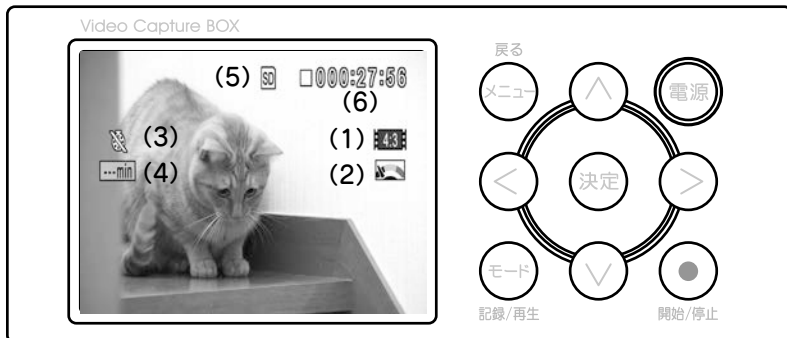 Video Capture BOX
(5) SD 000:27:56
(6)
(3)
(1) 4:3
---min (4)
(2)
戻る
メニュー
電源
決定
モード
記録/再生
開始/停止